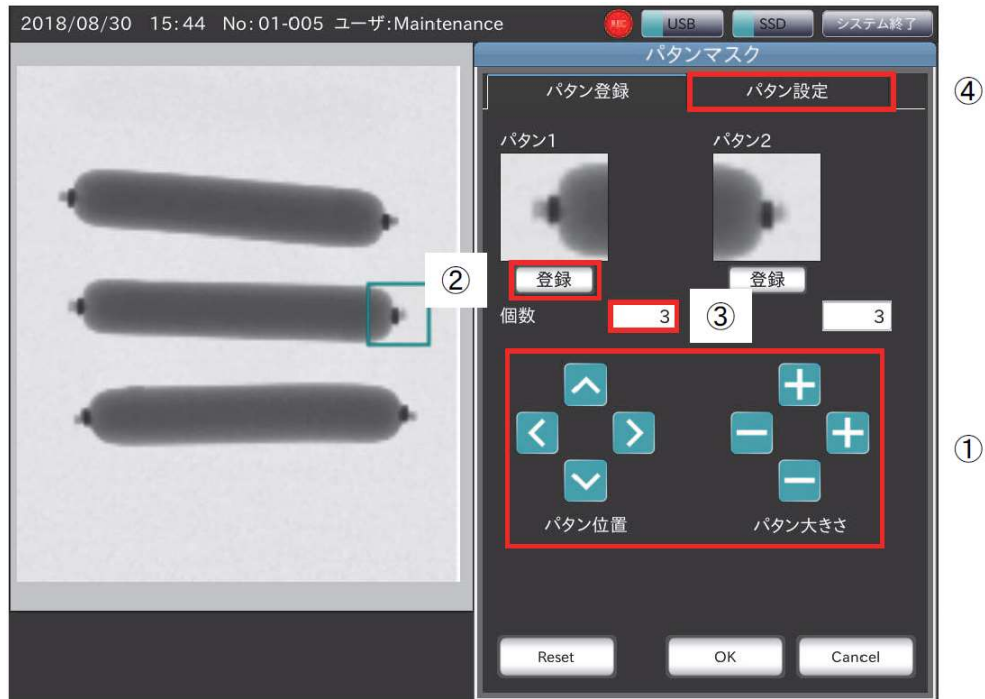 2018/08/30 15:44 No:01-005 ユーザ:Maintenance REC USB SSD システム終了
パタンマスク
パタン登録 パタン設定 ④
パタン1 パタン2
② 登録 登録
個数 3 ③ 3
①
パタン位置 パタン大きさ
Reset OK Cancel